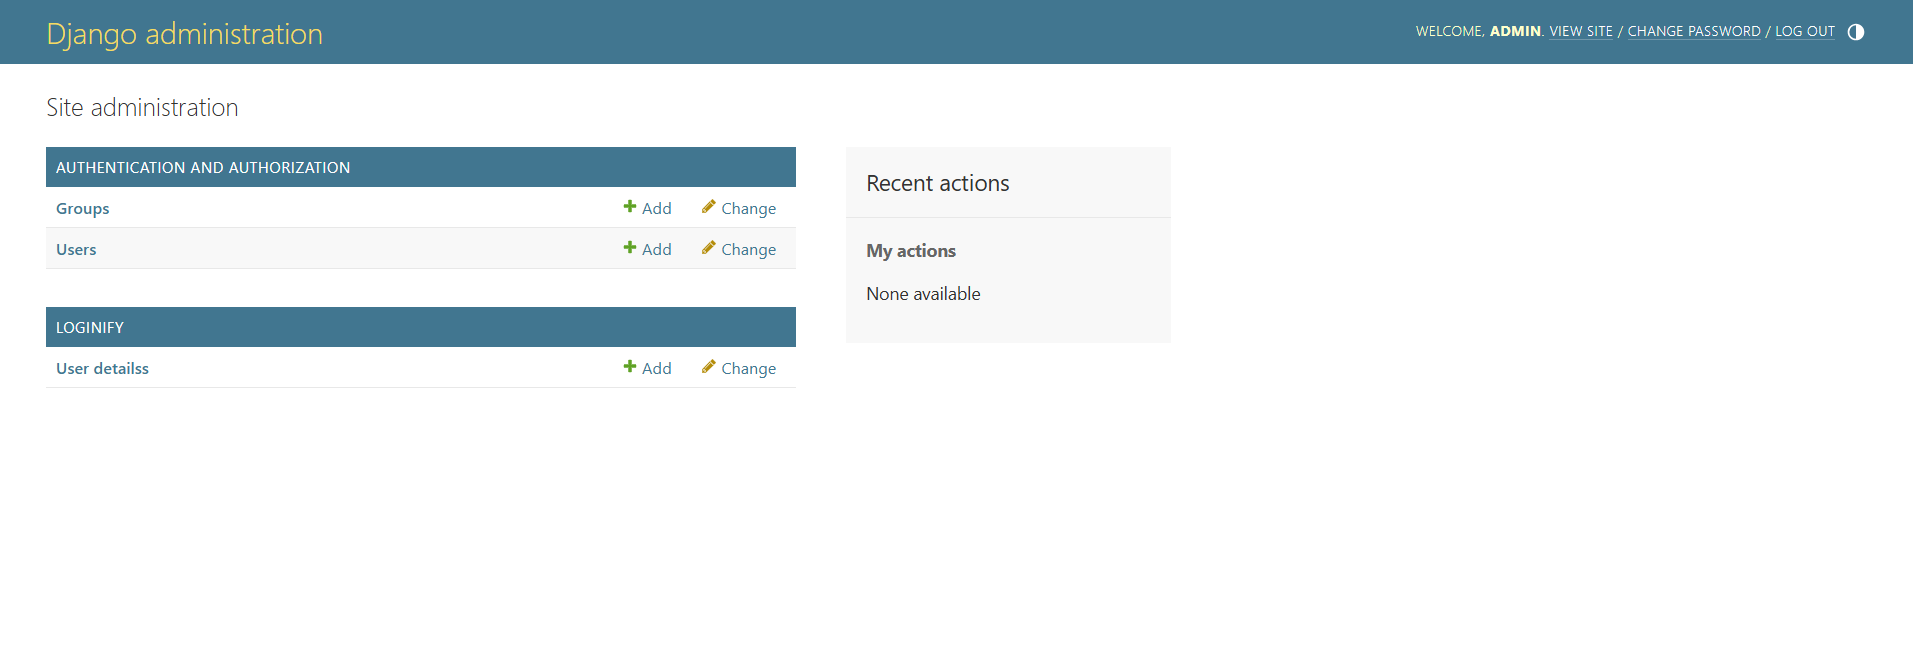 Django administration
WELCOME, ADMIN. VIEW SITE / CHANGE PASSWORD / LOG OUT
Site administration
AUTHENTICATION AND AUTHORIZATION
Groups Add Change
Users Add Change
LOGINIFY
User detailss Add Change
Recent actions
My actions
None available